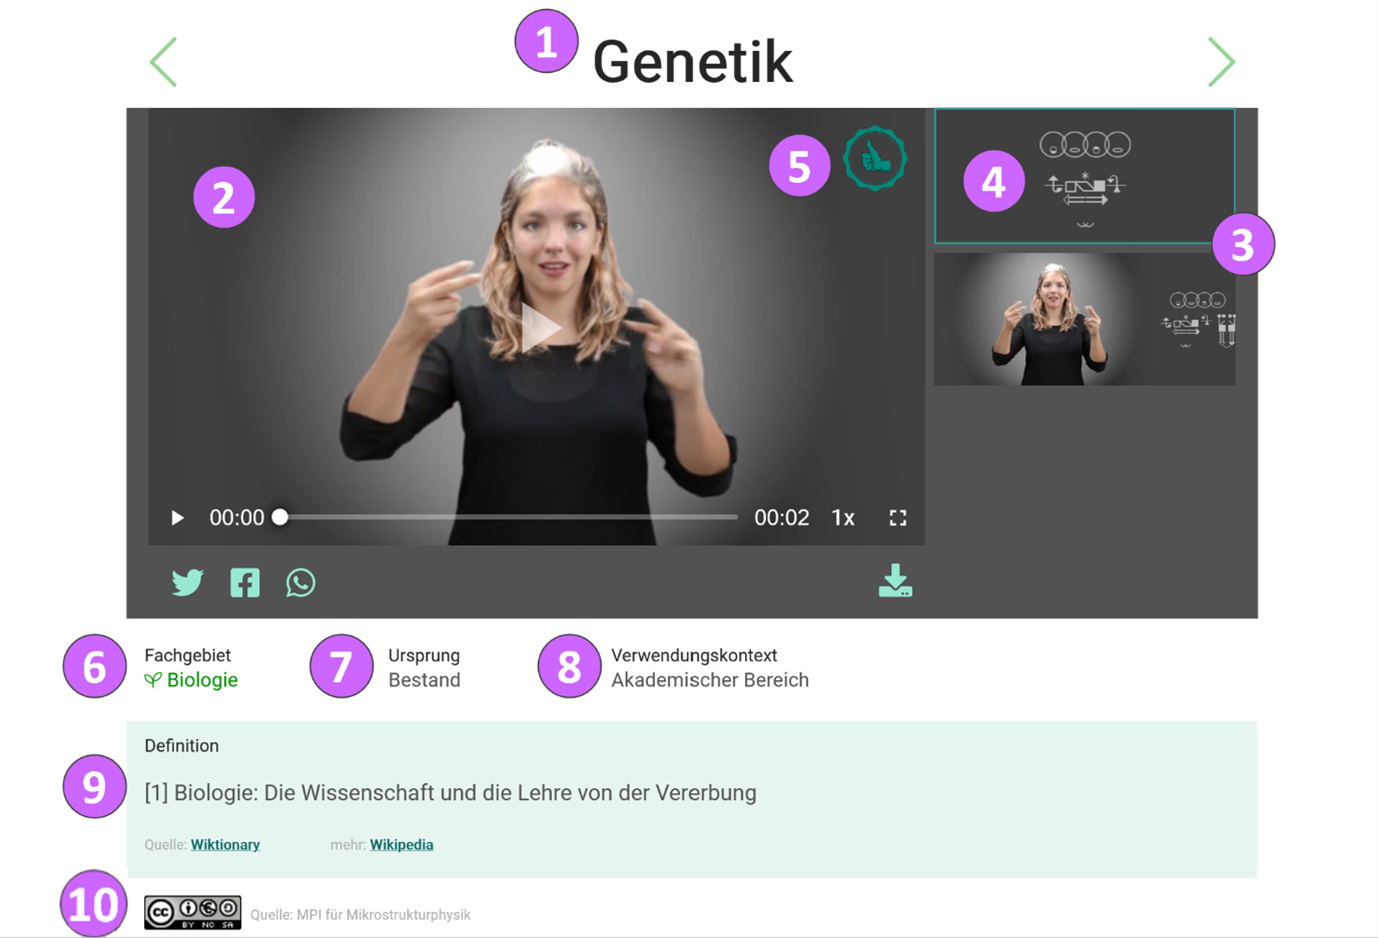 1
Genetik
2
5
4
3
00:00
00:02
1x
6
Fachgebiet
Biologie
7
Ursprung
Bestand
8
Verwendungskontext
Akademischer Bereich
9
Definition
[1] Biologie: Die Wissenschaft und die Lehre von der Vererbung
Quelle: Wiktionary mehr: Wikipedia
10
cc BY NC SA
Quelle: MPI für Mikrostrukturphysik